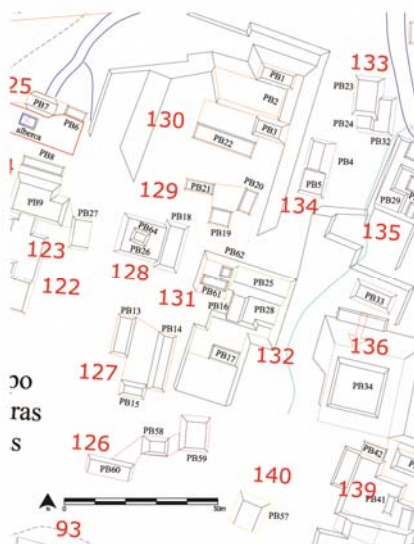 PB1
133
PB23
PB2
25
PB7
PB6
alberca
130
PB3
PB24
PB22
PB32
PB4
PB8
129
PB21
PB20
PB5
PB9
134
PB29
PB27
PB18
PB19
PB64
135
123
PB26
PB62
128
122
131
PB25
PB61
PB16
PB33
PB28
PB13
PB14
132
136
PB17
127
PB34
PB15
po
ras
s
PB58
126
PB59
PB42
PB60
140
139
N
50m
PB57
PB41
93